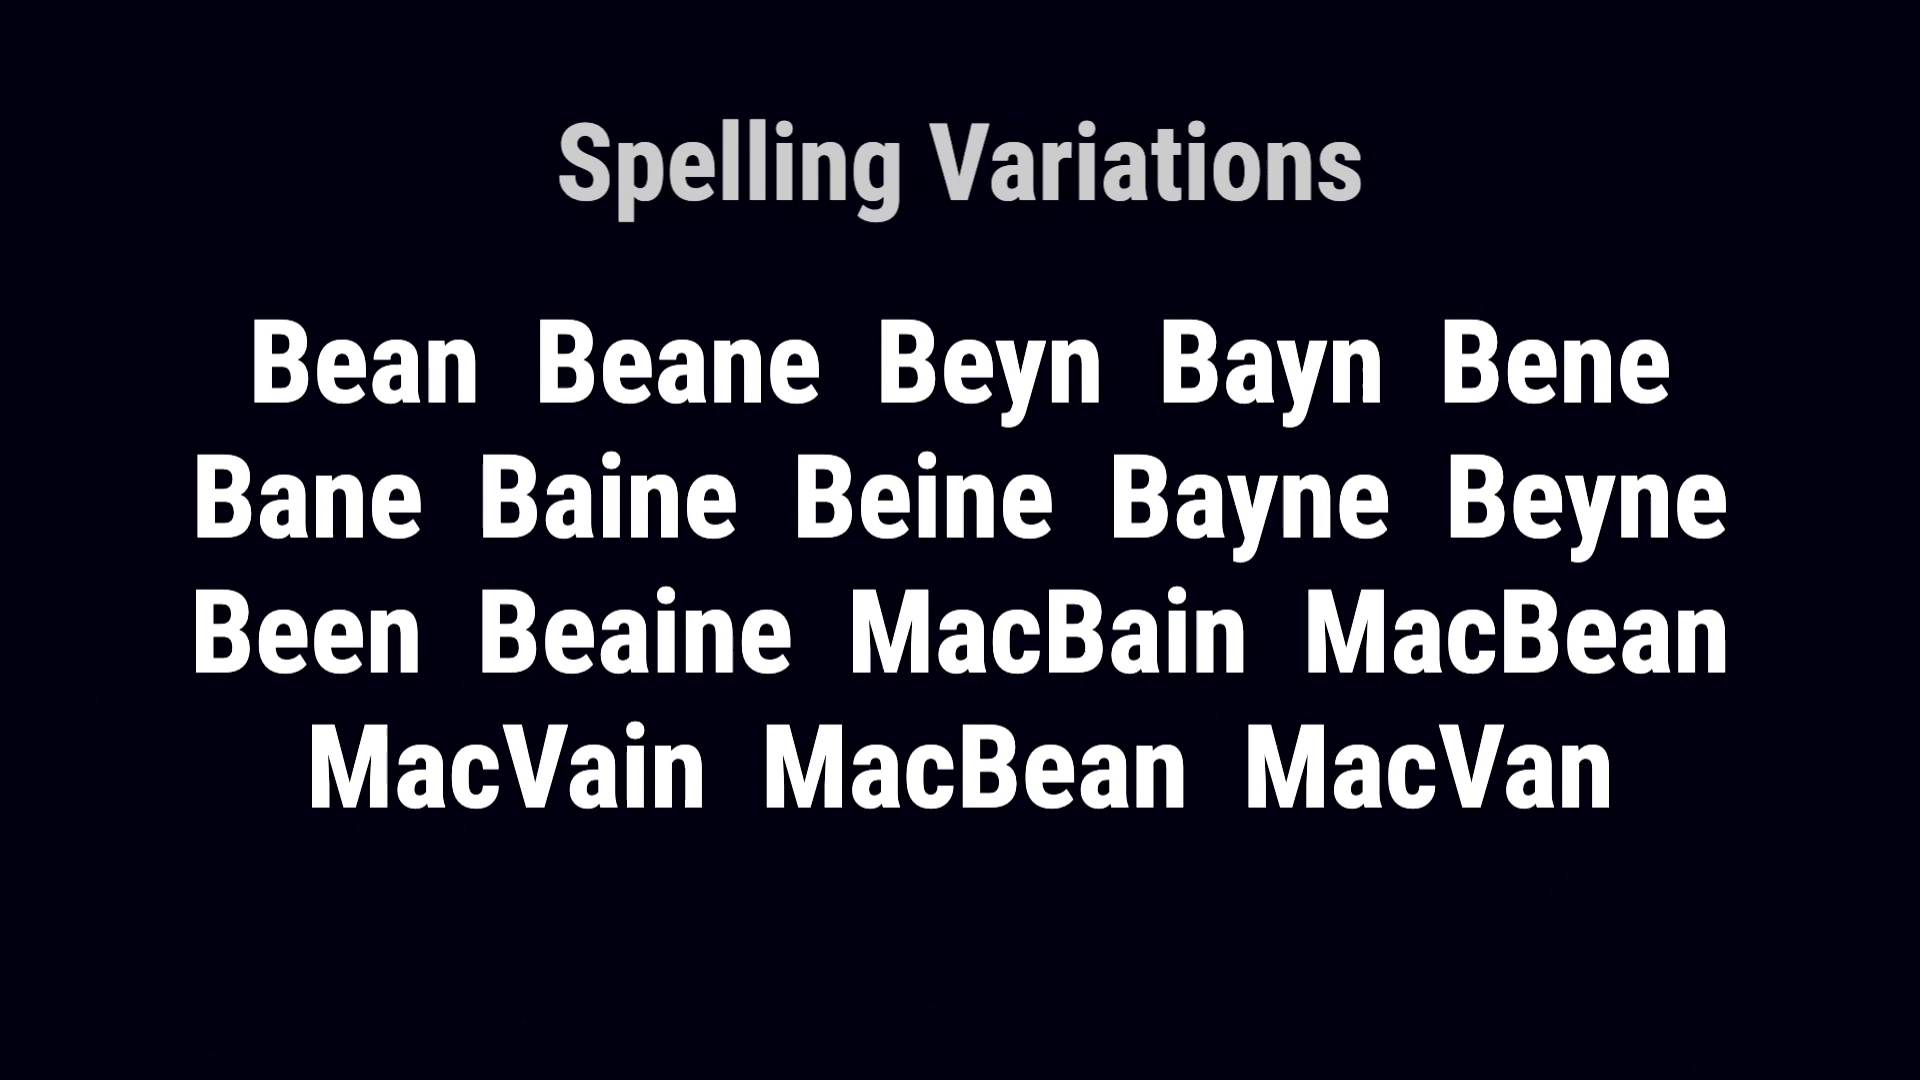 Spelling Variations
Bean Beane Beyn Bayn Bene
Bane Baine Beine Bayne Beyne
Been Beaine MacBain MacBean
MacVain MacBean MacVan